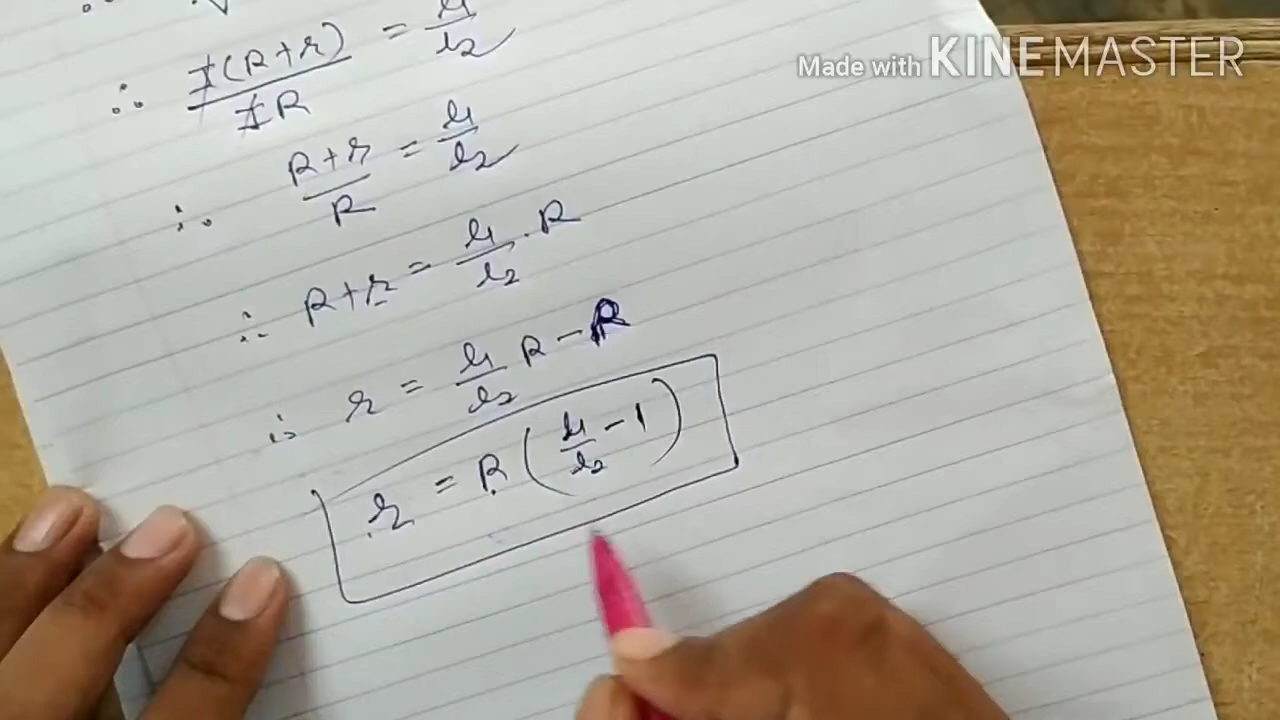 Made with KINEMASTER
∴ I(R+r)/IR = l1/l2
∴ R+r/R = l1/l2
∴ R+r = l1/l2 . R
∴ r = l1/l2 R - R
r = R (l1/l2 - 1)